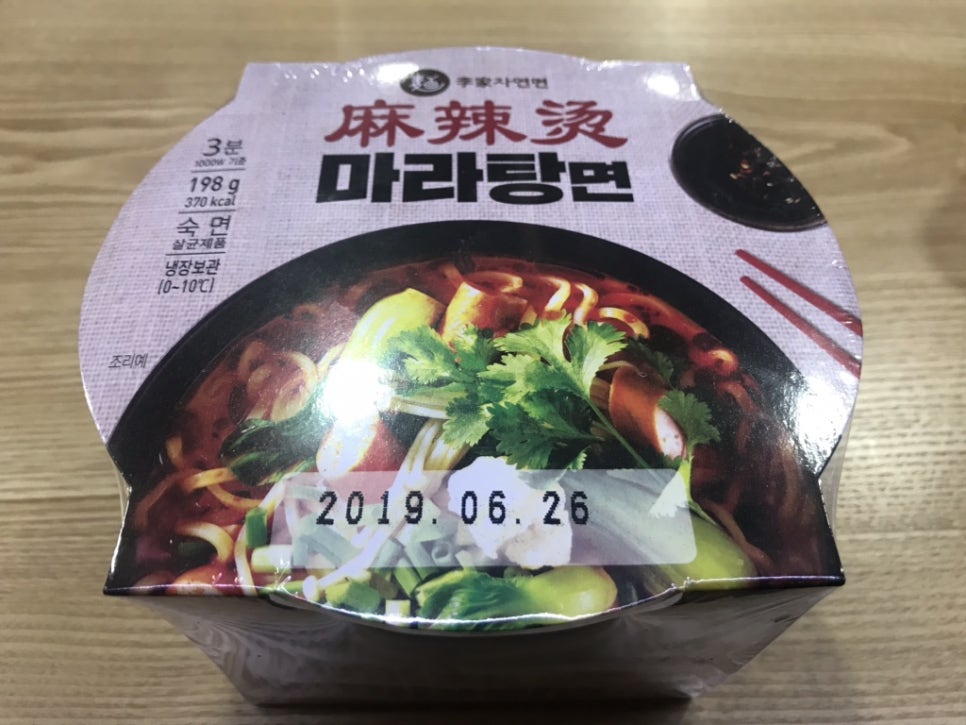 李家자연면
麻辣烫
마라탕면
3분
1000W 기준
198 g
370 kcal
숙면
살균제품
냉장보관
(0~10℃)
조리예
2019. 06. 26